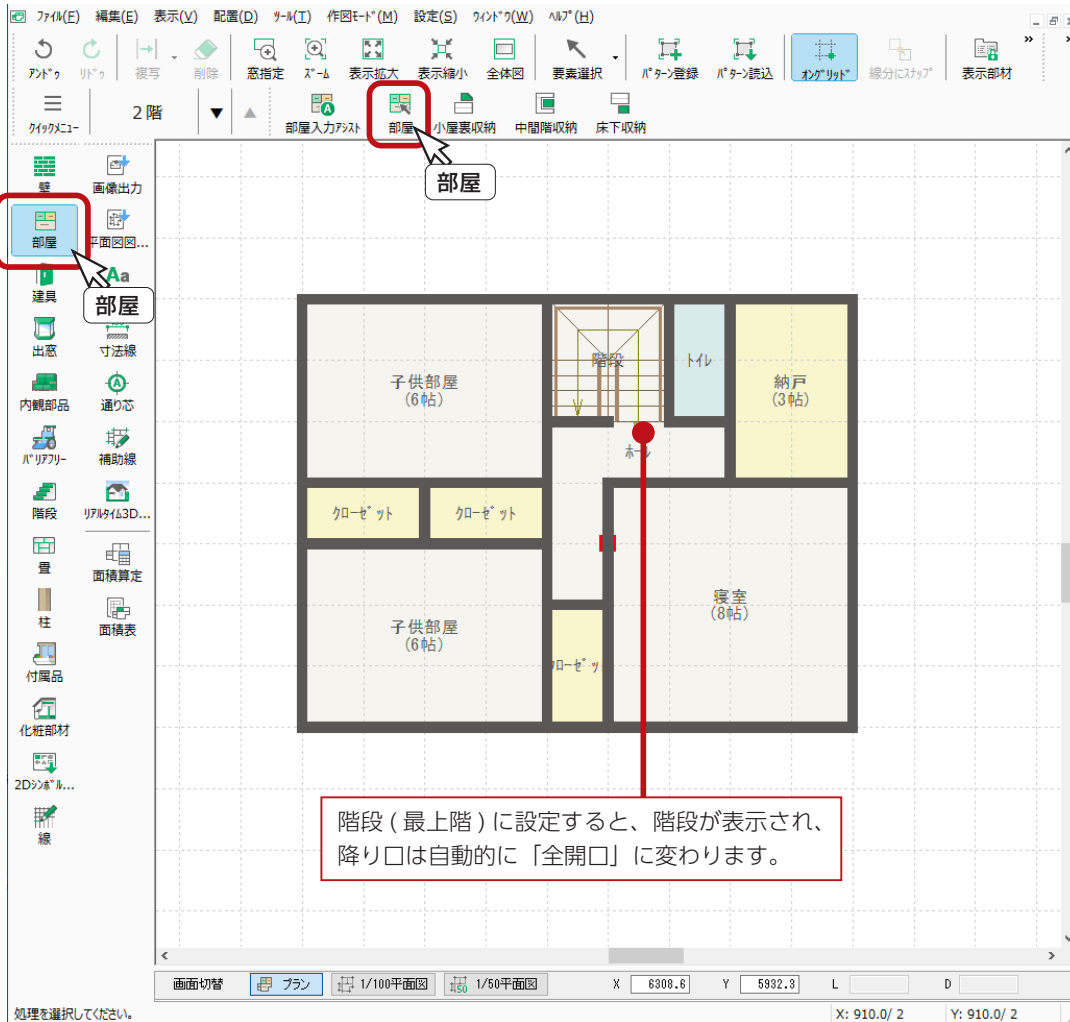 ﾌｧｲﾙ(F) 編集(E) 表示(V) 配置(D) ﾂｰﾙ(T) 作図ﾓｰﾄﾞ(M) 設定(S) ｳｨﾝﾄﾞｳ(W) ﾍﾙﾌﾟ(H)
ｱﾝﾄﾞｩ ﾘﾄﾞｩ 複写 削除 窓指定 ｽﾞｰﾑ 表示拡大 表示縮小 全体図 要素選択 ﾊﾟﾀｰﾝ登録 ﾊﾟﾀｰﾝ読込 ｵﾝｸﾞﾘｯﾄﾞ 線分にｽﾅｯﾌﾟ 表示部材
ｸｲｯｸﾒﾆｭｰ 2 階 ▼ ▲ 部屋入力ｱｼｽﾄ 部屋 小屋裏収納 中間階収納 床下収納
部屋
壁 画像出力
部屋 平面図図...
部屋
建具 Aa
出窓 寸法線
内観部品 通り芯
ﾊﾞﾘｱﾌﾘｰ 補助線
階段 ﾘｱﾙﾀｲﾑ3D...
畳 面積算定
柱 面積表
付属品
化粧部材
2Dｼﾝﾎﾞﾙ...
線
子供部屋
(6帖)
階段
ﾄｲﾚ
納戸
(3帖)
ﾎｰﾙ
ｸﾛｰｾﾞｯﾄ ｸﾛｰｾﾞｯﾄ
寝室
(8帖)
子供部屋
(6帖)
ｸﾛｰｾﾞｯ
階段 ( 最上階 ) に設定すると、階段が表示され、
降り口は自動的に「全開口」に変わります。
画面切替 プラン 1/100平面図 1/50平面図 X 6308.6 Y 5932.3 L D
処理を選択してください。 X: 910.0/ 2 Y: 910.0/ 2